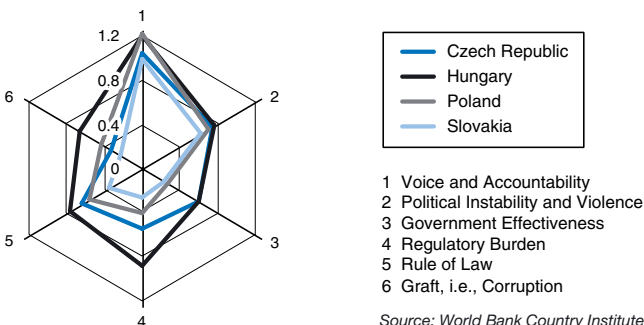 1
1.2
0.8
0.4
0
6
2
5
3
4
Czech Republic
Hungary
Poland
Slovakia
1 Voice and Accountability
2 Political Instability and Violence
3 Government Effectiveness
4 Regulatory Burden
5 Rule of Law
6 Graft, i.e., Corruption
Source: World Bank Country Institute